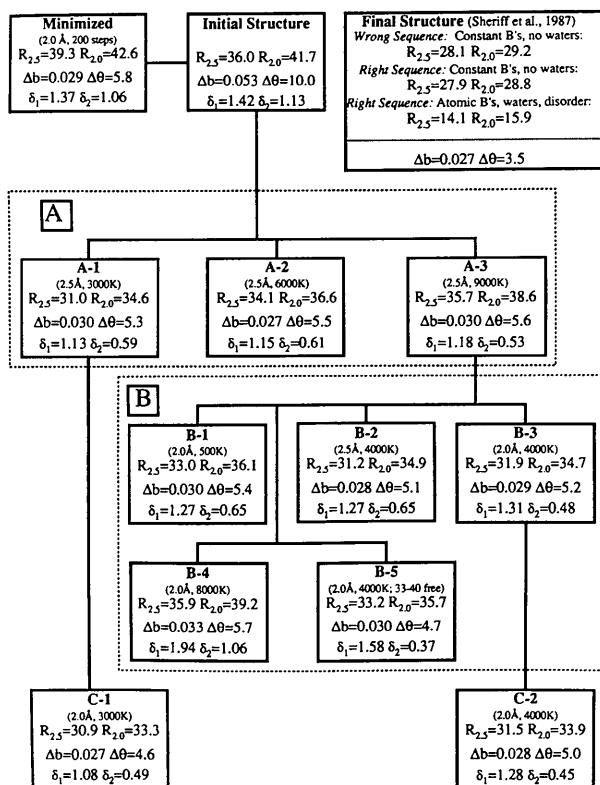 Minimized
(2.0 Å, 200 steps)
R2.5=39.3 R2.0=42.6
Δb=0.029 Δθ=5.8
δ1=1.37 δ2=1.06
Initial Structure
R2.5=36.0 R2.0=41.7
Δb=0.053 Δθ=10.0
δ1=1.42 δ2=1.13
Final Structure (Sheriff et al., 1987)
Wrong Sequence: Constant B's, no waters:
R2.5=28.1 R2.0=29.2
Right Sequence: Constant B's, no waters:
R2.5=27.9 R2.0=28.8
Right Sequence: Atomic B's, waters, disorder:
R2.5=14.1 R2.0=15.9
Δb=0.027 Δθ=3.5
A
A-1
(2.5Å, 3000K)
R2.5=31.0 R2.0=34.6
Δb=0.030 Δθ=5.3
δ1=1.13 δ2=0.59
A-2
(2.5Å, 6000K)
R2.5=34.1 R2.0=36.6
Δb=0.027 Δθ=5.5
δ1=1.15 δ2=0.61
A-3
(2.5Å, 9000K)
R2.5=35.7 R2.0=38.6
Δb=0.030 Δθ=5.6
δ1=1.18 δ2=0.53
B
B-1
(2.0Å, 500K)
R2.5=33.0 R2.0=36.1
Δb=0.030 Δθ=5.4
δ1=1.27 δ2=0.65
B-2
(2.5Å, 4000K)
R2.5=31.2 R2.0=34.9
Δb=0.028 Δθ=5.1
δ1=1.27 δ2=0.65
B-3
(2.0Å, 4000K)
R2.5=31.9 R2.0=34.7
Δb=0.029 Δθ=5.2
δ1=1.31 δ2=0.48
B-4
(2.0Å, 8000K)
R2.5=35.9 R2.0=39.2
Δb=0.033 Δθ=5.7
δ1=1.94 δ2=1.06
B-5
(2.0Å, 4000K; 33-40 free)
R2.5=33.2 R2.0=35.7
Δb=0.030 Δθ=4.7
δ1=1.58 δ2=0.37
C-1
(2.0Å, 3000K)
R2.5=30.9 R2.0=33.3
Δb=0.027 Δθ=4.6
δ1=1.08 δ2=0.49
C-2
(2.0Å, 4000K)
R2.5=31.5 R2.0=33.9
Δb=0.028 Δθ=5.0
δ1=1.28 δ2=0.45